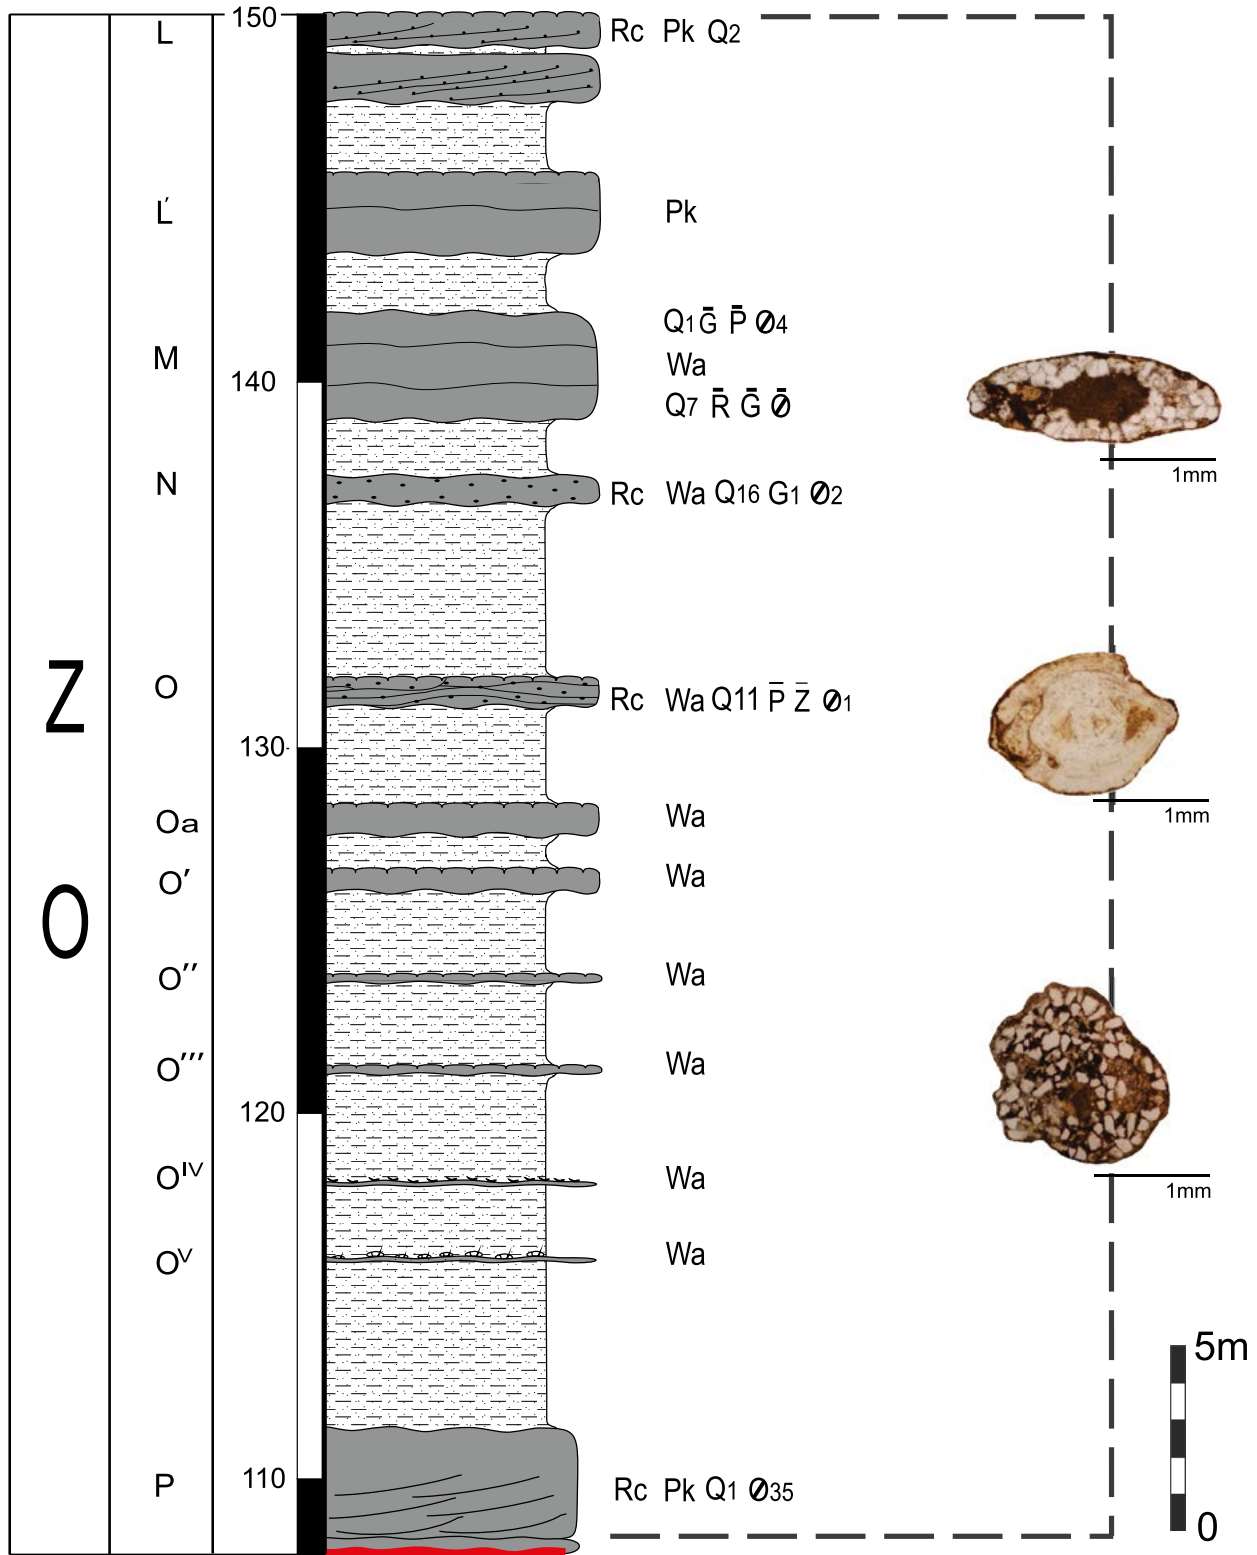 150
L Rc Pk Q2
L′ Pk
Q1 G̅ P̅ Ø4
M Wa
140
Q7 R̅ G̅ Ø̅
1mm
N Rc Wa Q16 G1 Ø2
Z
O Rc Wa Q11 P̅ Z̅ Ø1
130
1mm
Oa Wa
O′ Wa
O
O″ Wa
O‴ Wa
120
O^IV Wa
1mm
O^V Wa
5m
110
P Rc Pk Q1 Ø35
0